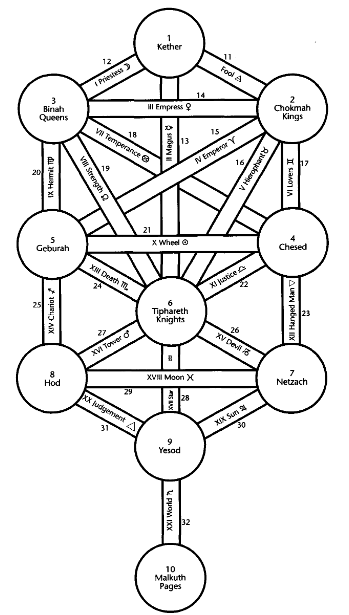 1
Kether
12
I Priestess ☽
11
Fool 🜁
3
Binah
Queens
14
III Empress ♀
2
Chokmah
Kings
VII Temperance
18
II Magus ☿
13
15
IV Emperor ♈
19
VIII Strength ♌
16
V Hierophant ♉
20
IX Hermit ♍
VI Lovers ♊
17
5
Geburah
21
X Wheel
4
Chesed
XIII Death ♏
24
XI Justice ♎
22
6
Tiphareth
Knights
25
XIV Chariot ♐
XII Hanged Man ▽
23
27
XVI Tower ♂
26
XV Devil ♑
8
Hod
XVIII Moon ♓
29
7
Netzach
XVII Star
28
XX Judgement △
31
XIX Sun
30
9
Yesod
XXI World
32
10
Malkuth
Pages